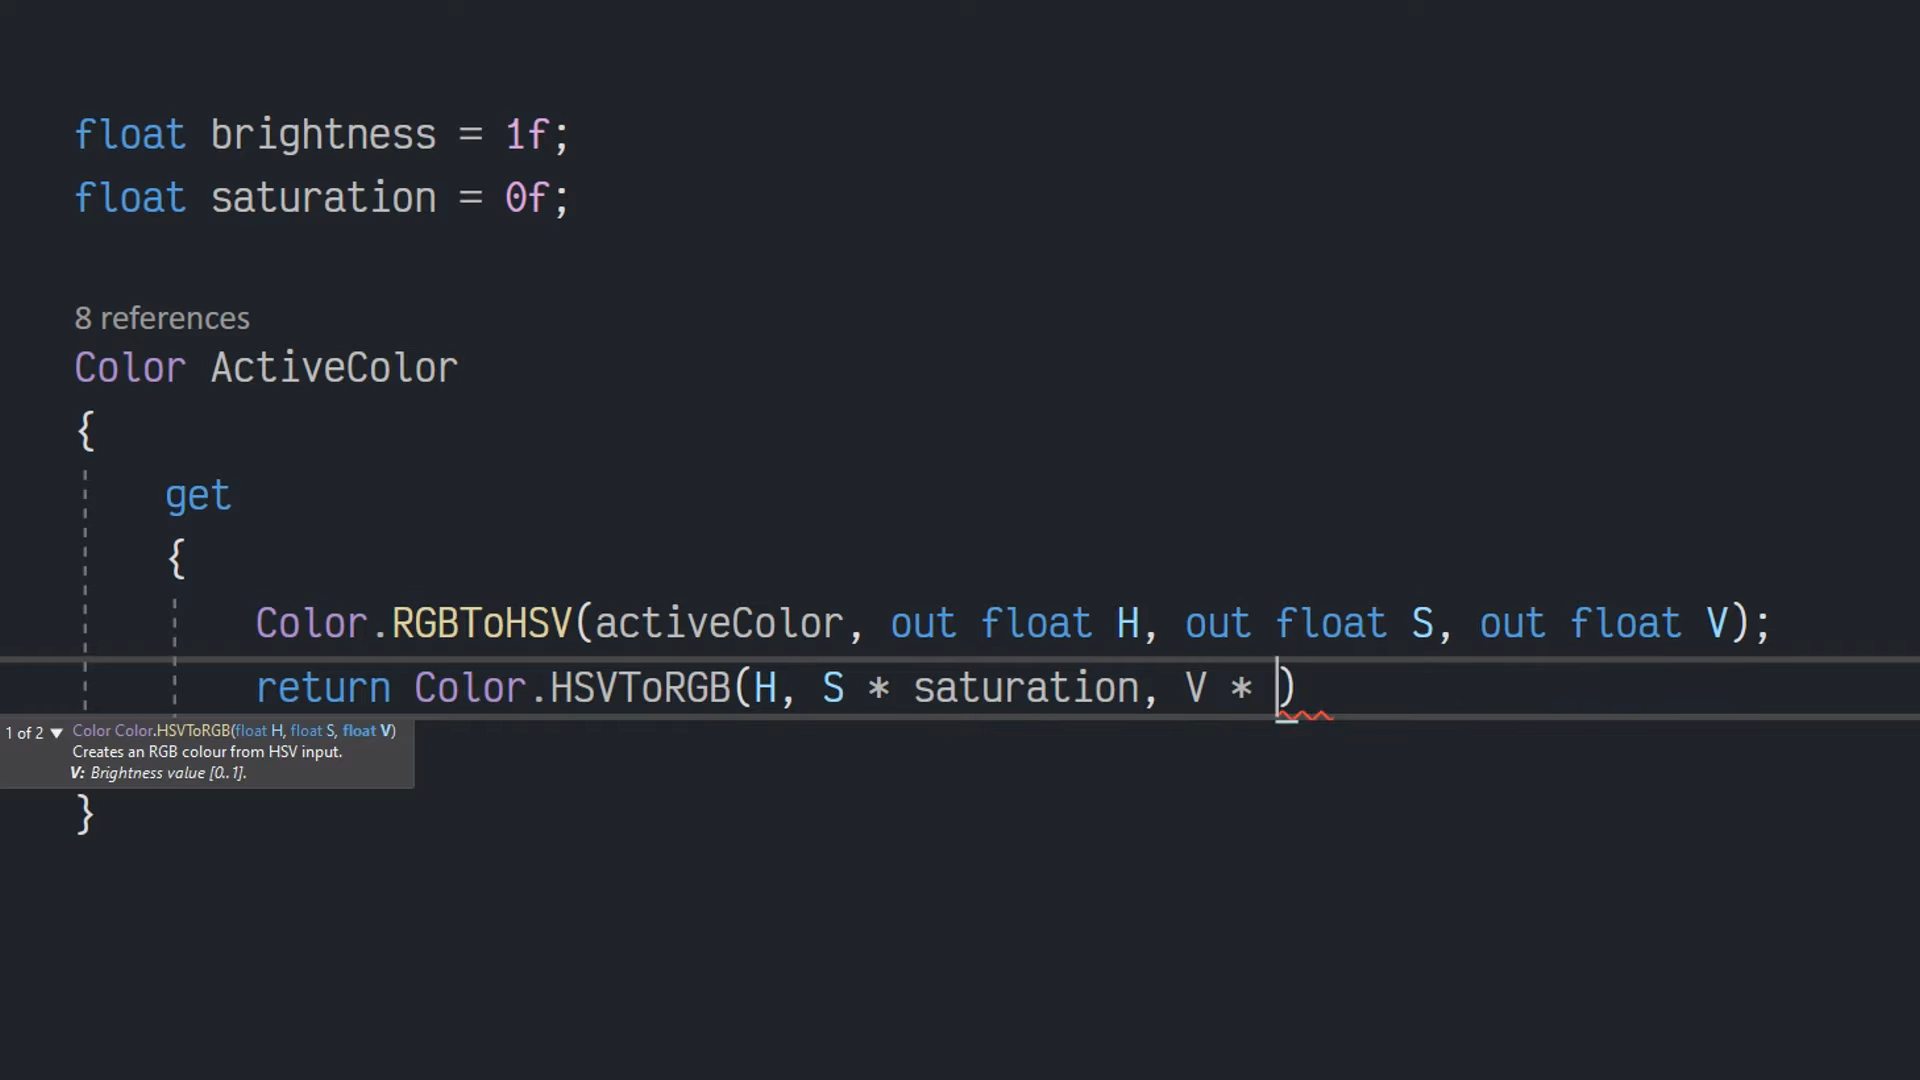 float brightness = 1f;
float saturation = 0f;
8 references
Color ActiveColor
{
get
{
Color.RGBToHSV(activeColor, out float H, out float S, out float V);
return Color.HSVToRGB(H, S * saturation, V * )
1 of 2 ▼ Color Color.HSVToRGB(float H, float S, float V)
Creates an RGB colour from HSV input.
V: Brightness value [0..1].
}